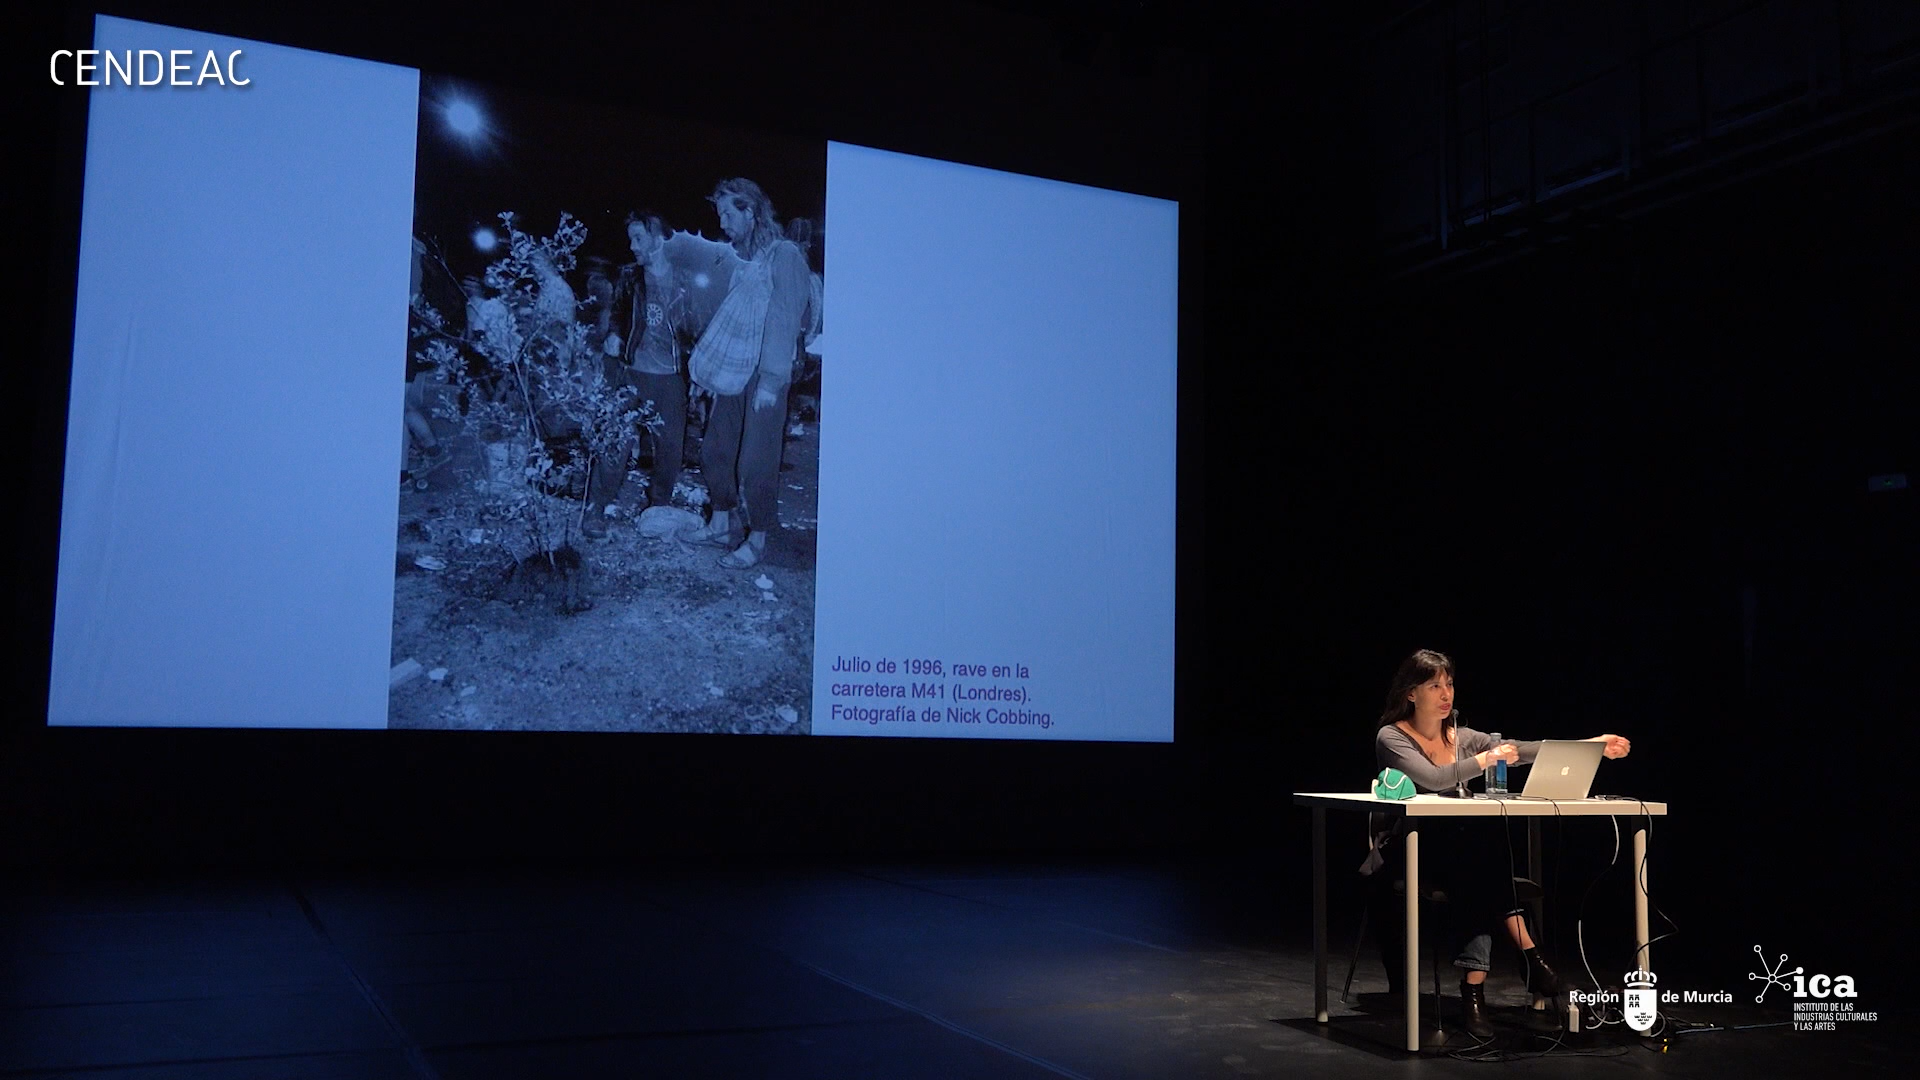 CENDEAC
Julio de 1996, rave en la
carretera M41 (Londres).
Fotografía de Nick Cobbing.
Región de Murcia
ica
INSTITUTO DE LAS
INDUSTRIAS CULTURALES
Y LAS ARTES